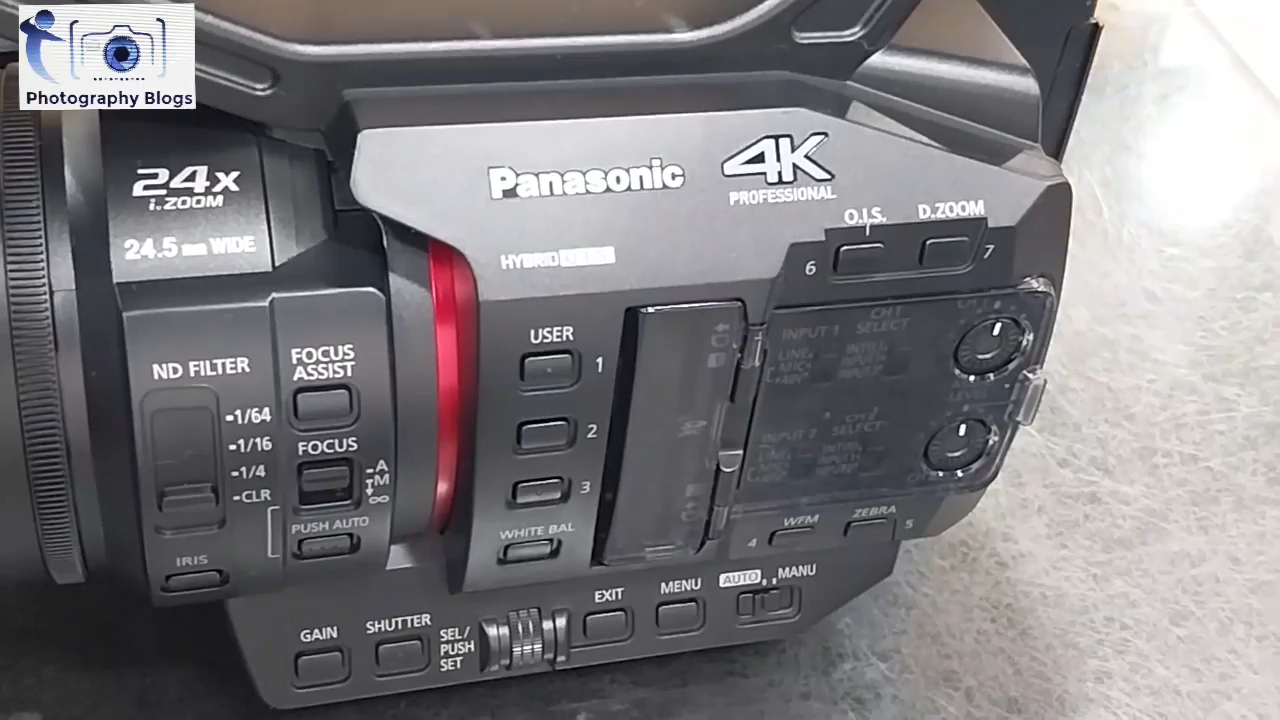 Photography Blogs
Panasonic
4K
PROFESSIONAL
24x
i.ZOOM
24.5 mm WIDE
HYBRID
O.I.S.
D.ZOOM
6
7
USER
1
2
3
WHITE BAL
INPUT 1
CH1
SELECT
INPUT 2
CH2
SELECT
ND FILTER
1/64
1/16
1/4
CLR
IRIS
FOCUS
ASSIST
FOCUS
A
M
∞
PUSH AUTO
WFM
ZEBRA
4
5
GAIN
SHUTTER
SEL/
PUSH
SET
EXIT
MENU
AUTO
MANU